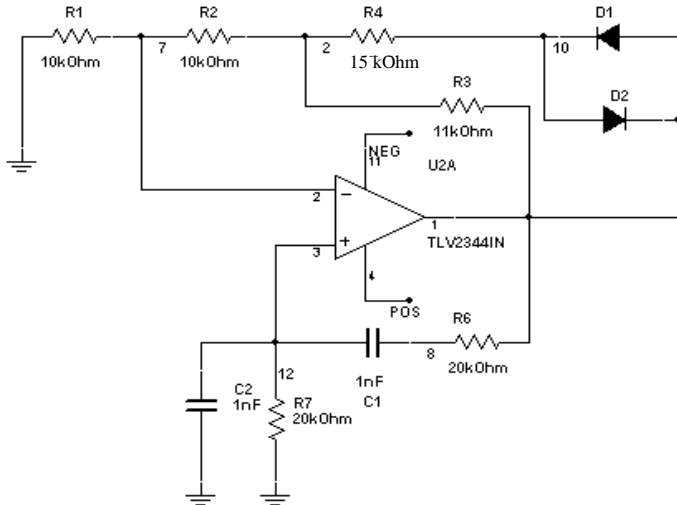 R1
R2
R4
D1
7
2
10
10kOhm
10kOhm
15 kOhm
R3
D2
11kOhm
NEG
11
U2A
2
1
3
TLV2344IN
4
POS
R6
8
20kOhm
12
1nF
C1
C2
1nF
R7
20kOhm